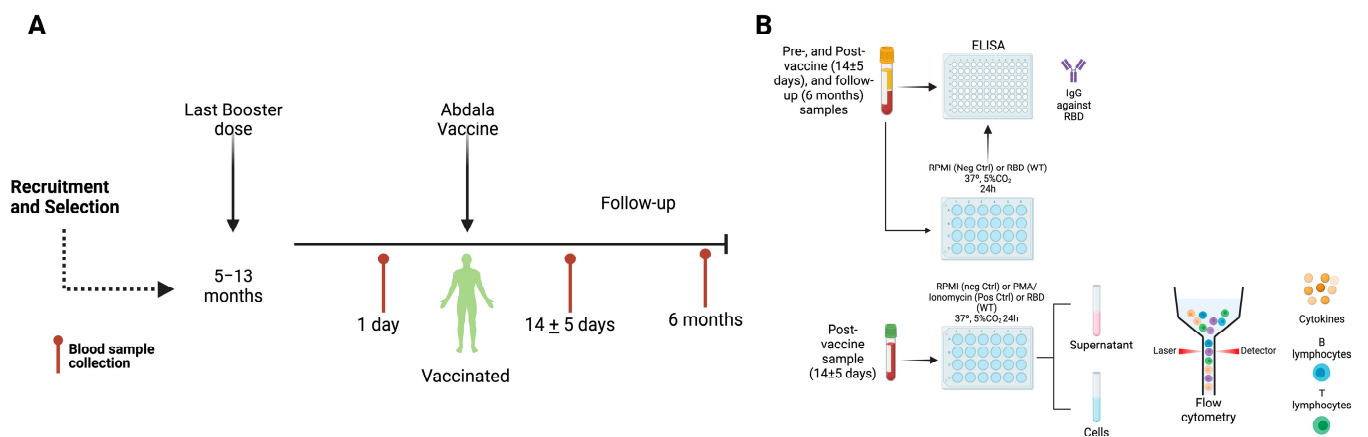 A
Last Booster
dose
Abdala
Vaccine
Recruitment
and Selection
Follow-up
5–13
months
1 day
14 ± 5 days
6 months
Blood sample
collection
Vaccinated
B
Pre-, and Post-
vaccine (14±5
days), and follow-
up (6 months)
samples
ELISA
IgG
against
RBD
RPMI (Neg Ctrl) or RBD (WT)
37º, 5%CO₂
24h
RPMI (neg Ctrl) or PMA/
Ionomycin (Pos Ctrl) or RBD
(WT)
37º, 5%CO₂ 24h
Post-
vaccine
sample
(14±5 days)
Supernatant
Cells
Laser
Detector
Flow
cytometry
Cytokines
B
lymphocytes
T
lymphocytes